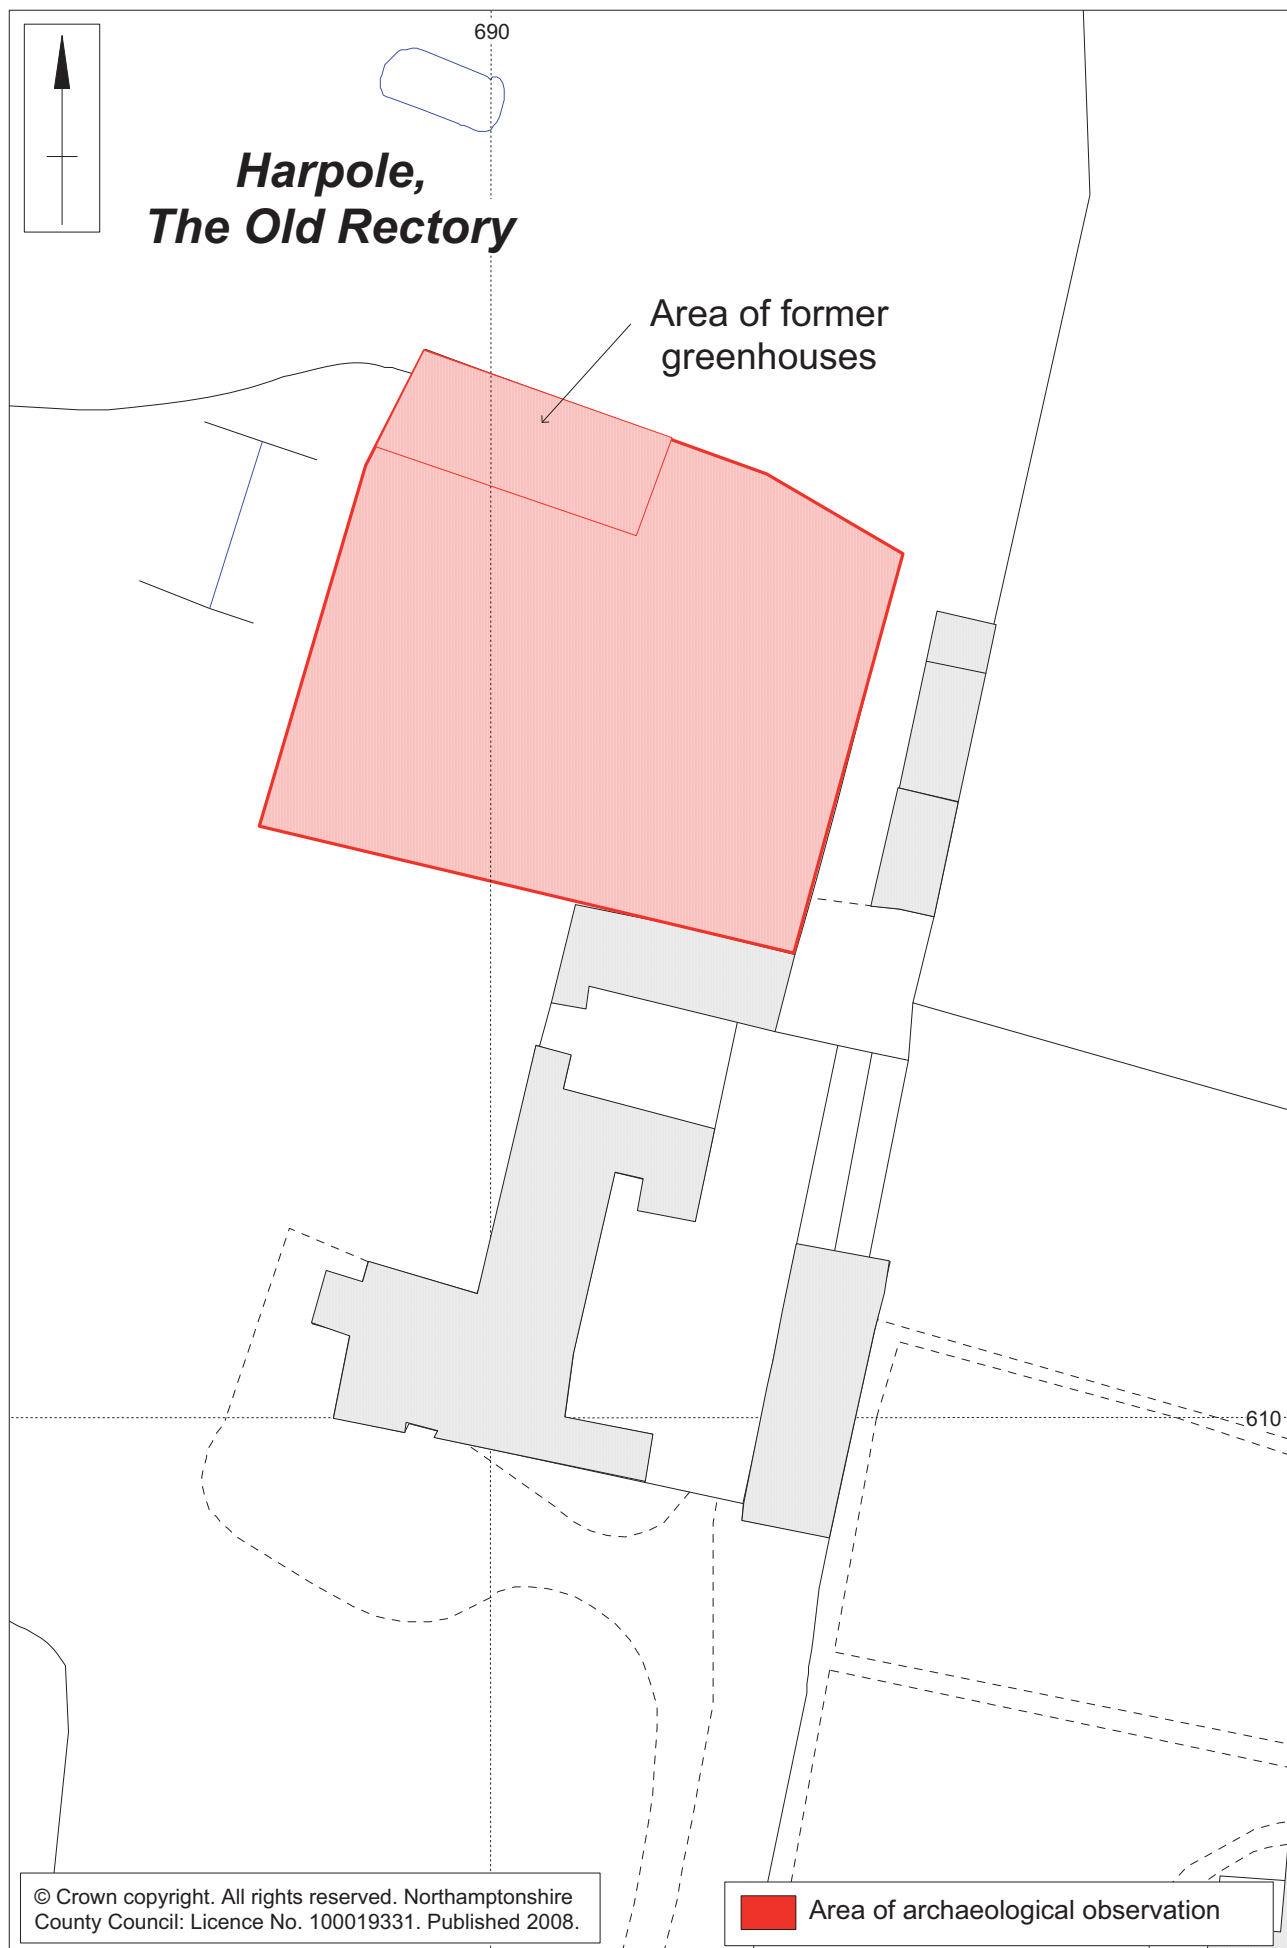 690
Harpole,
The Old Rectory
Area of former
greenhouses
610
© Crown copyright. All rights reserved. Northamptonshire
County Council: Licence No. 100019331. Published 2008.
Area of archaeological observation